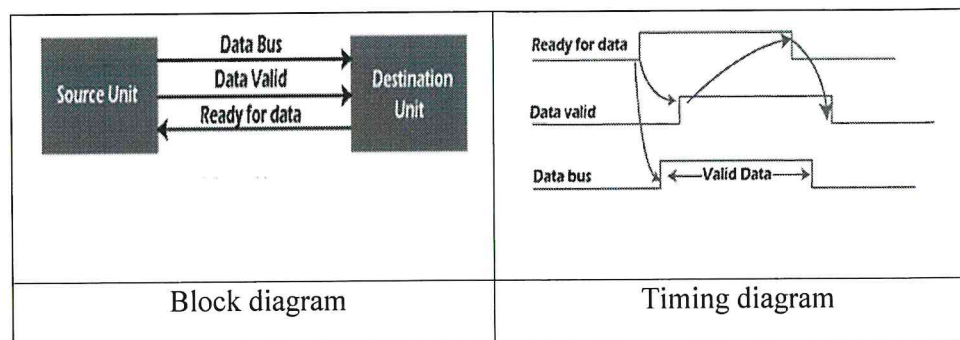 Source Unit
Data Bus
Data Valid
Ready for data
Destination
Unit
Block diagram
Ready for data
Data valid
Data bus
Valid Data
Timing diagram